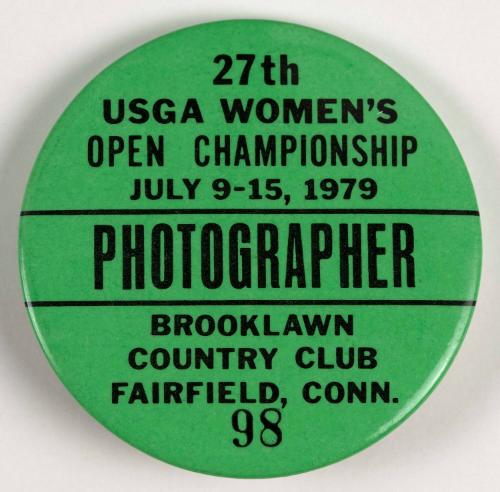 27th
USGA WOMEN'S
OPEN CHAMPIONSHIP
JULY 9-15, 1979
PHOTOGRAPHER
BROOKLAWN
COUNTRY CLUB
FAIRFIELD, CONN.
98